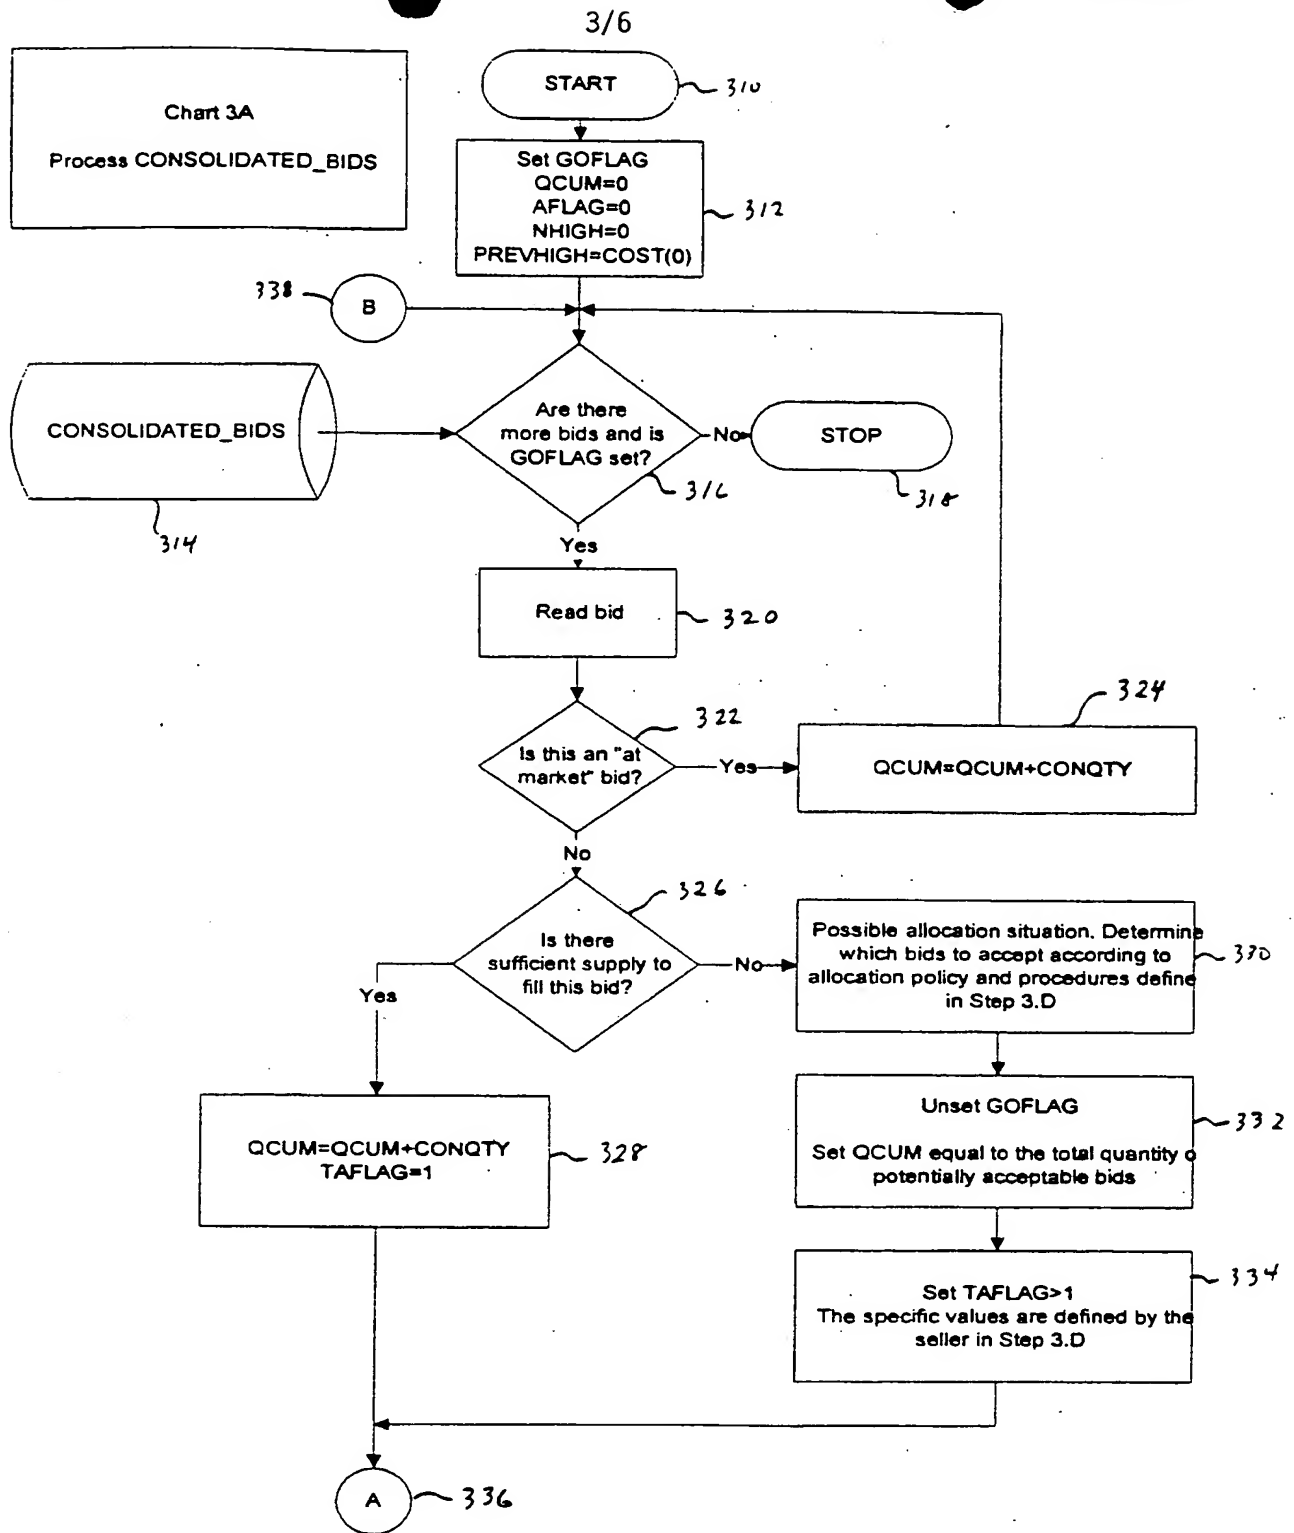 3/6
Chart 3A
Process CONSOLIDATED_BIDS
START
310
Set GOFLAG
QCUM=0
AFLAG=0
NHIGH=0
PREVHIGH=COST(0)
312
338
B
CONSOLIDATED_BIDS
314
Are there
more bids and is
GOFLAG set?
316
No
STOP
318
Yes
Read bid
320
322
Is this an "at
market" bid?
Yes
324
QCUM=QCUM+CONQTY
No
326
Is there
sufficient supply to
fill this bid?
No
Possible allocation situation. Determine
which bids to accept according to
allocation policy and procedures define
in Step 3.D
330
Yes
QCUM=QCUM+CONQTY
TAFLAG=1
328
Unset GOFLAG
Set QCUM equal to the total quantity o
potentially acceptable bids
332
Set TAFLAG>1
The specific values are defined by the
seller in Step 3.D
334
A
336